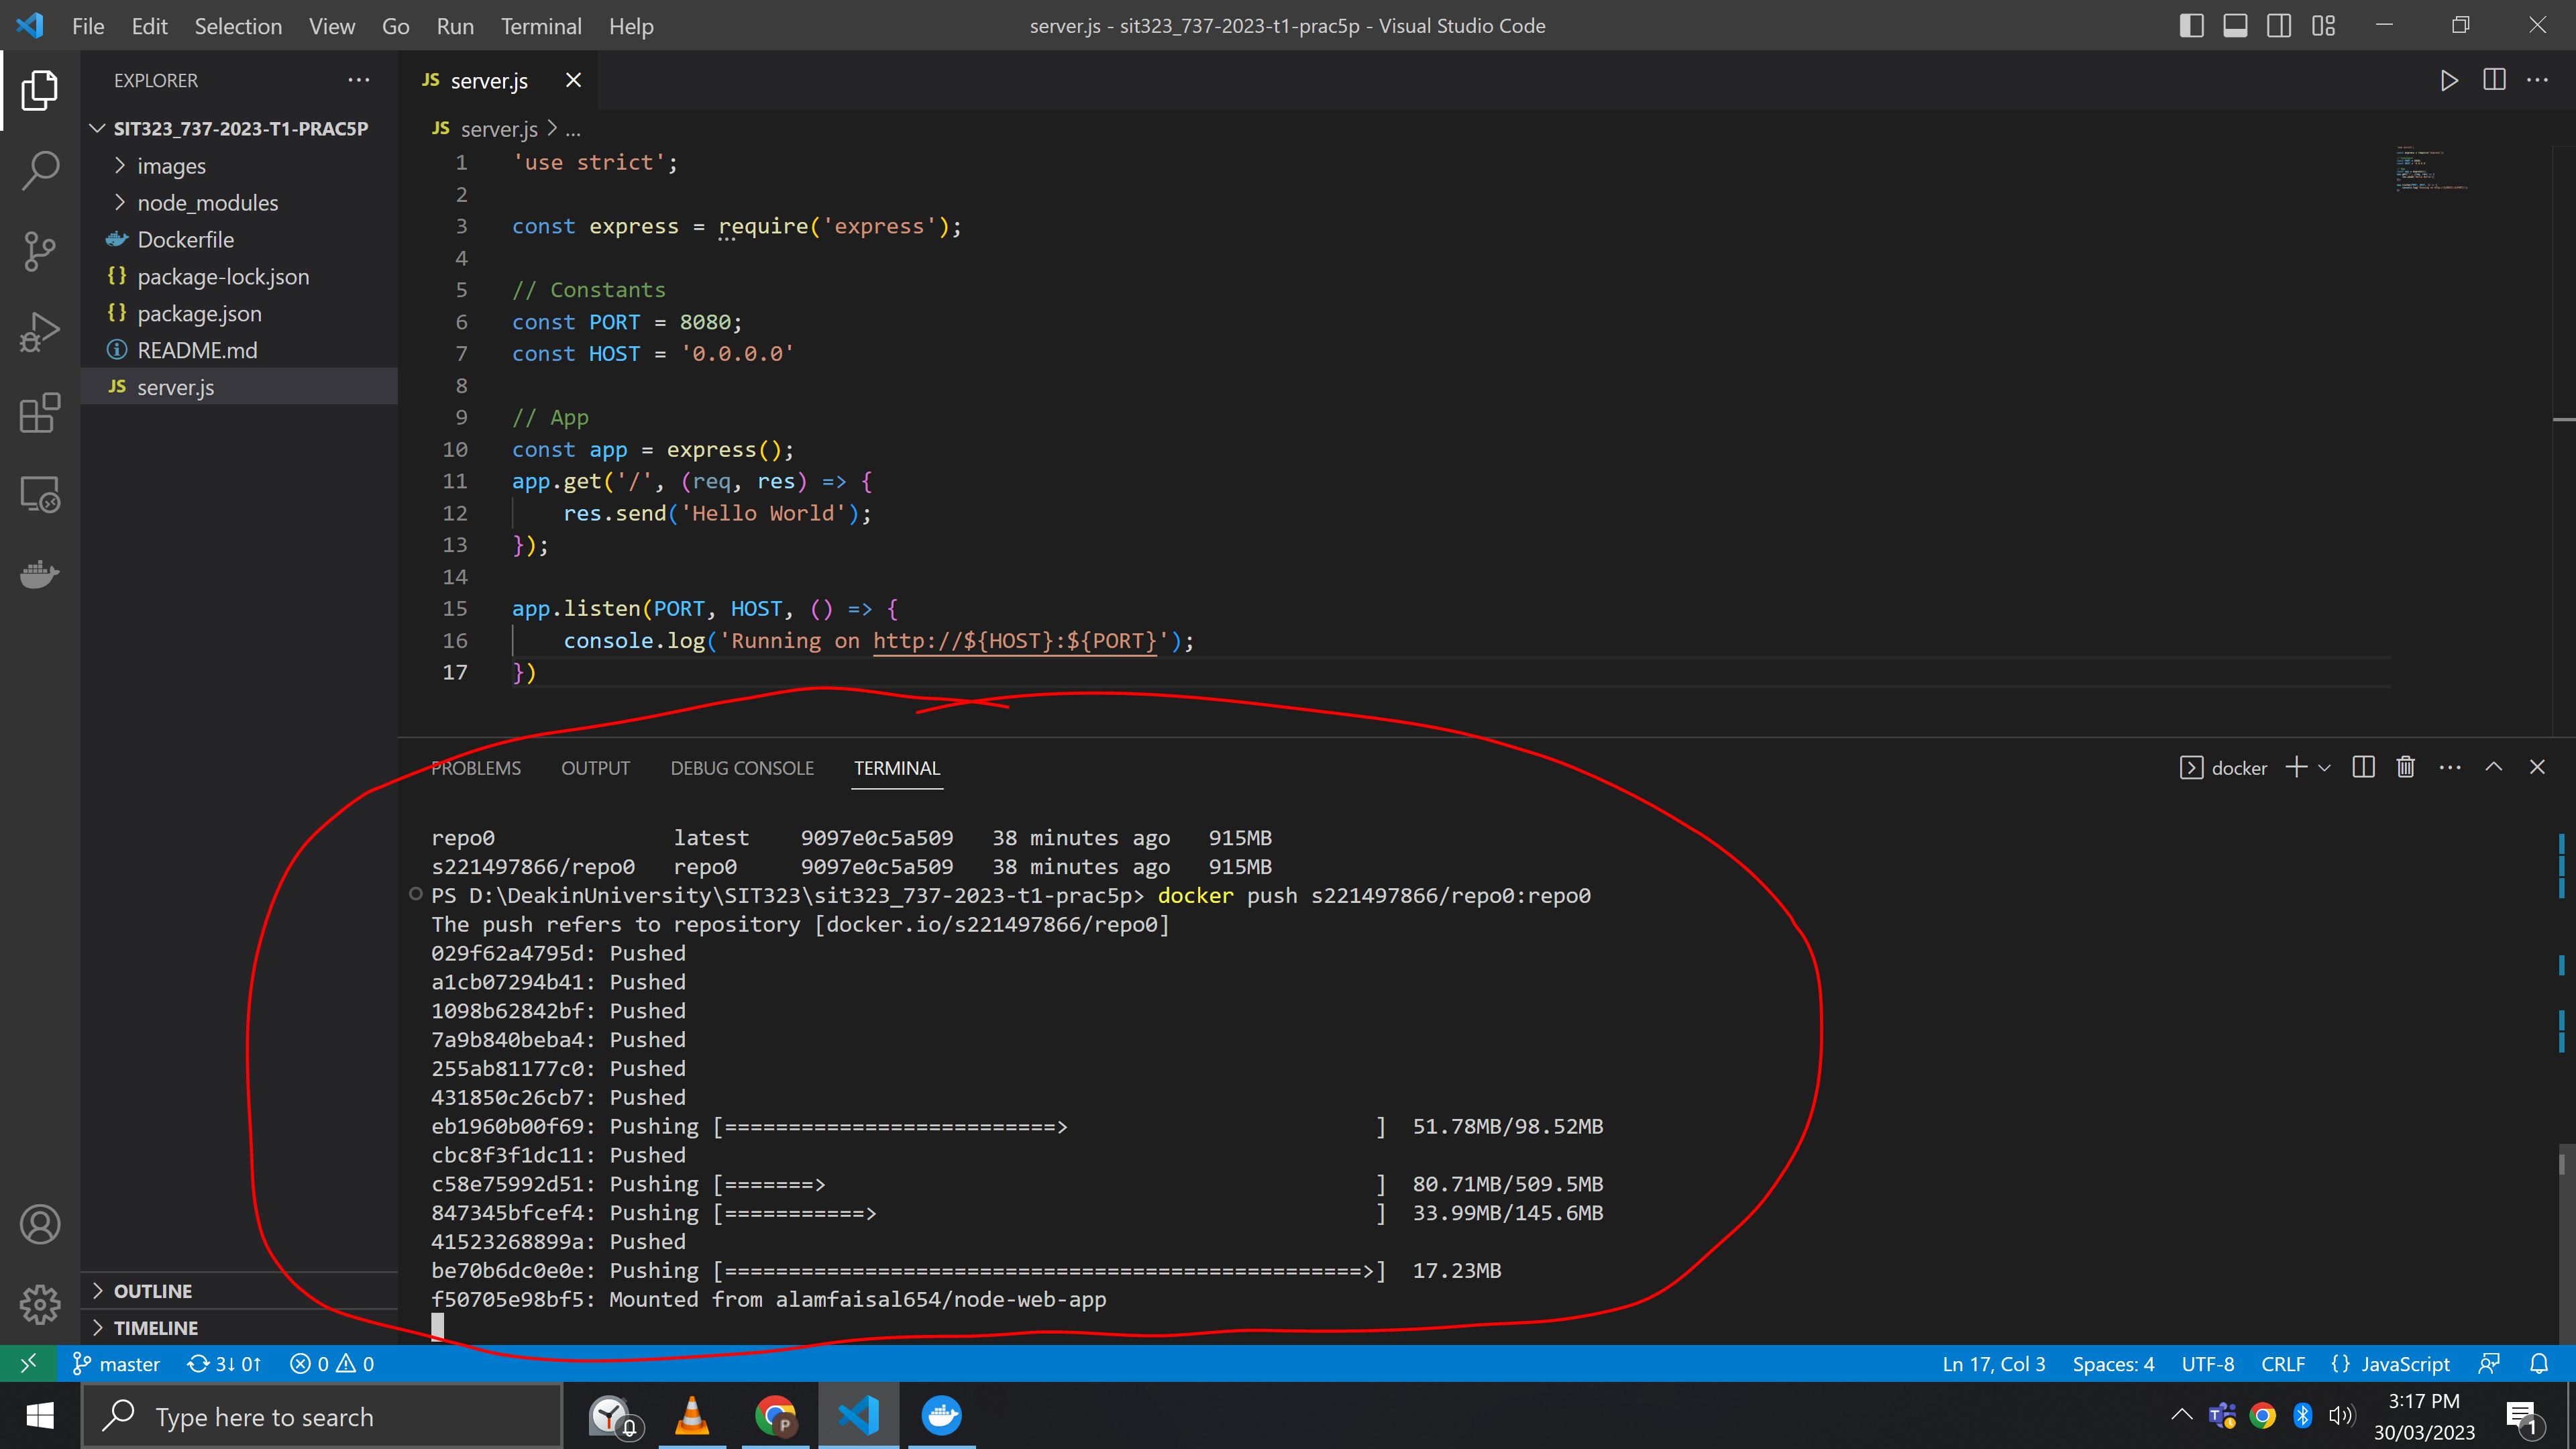 File Edit Selection View Go Run Terminal Help
server.js - sit323_737-2023-t1-prac5p - Visual Studio Code
EXPLORER ...
SIT323_737-2023-T1-PRAC5P
images
node_modules
Dockerfile
{} package-lock.json
{} package.json
README.md
JS server.js
OUTLINE
TIMELINE
JS server.js
JS server.js > ...
1 'use strict';
2
3 const express = require('express');
4
5 // Constants
6 const PORT = 8080;
7 const HOST = '0.0.0.0'
8
9 // App
10 const app = express();
11 app.get('/', (req, res) => {
12 res.send('Hello World');
13 });
14
15 app.listen(PORT, HOST, () => {
16 console.log('Running on http://${HOST}:${PORT}');
17 })
PROBLEMS OUTPUT DEBUG CONSOLE TERMINAL
docker
repo0 latest 9097e0c5a509 38 minutes ago 915MB
s221497866/repo0 repo0 9097e0c5a509 38 minutes ago 915MB
PS D:\DeakinUniversity\SIT323\sit323_737-2023-t1-prac5p> docker push s221497866/repo0:repo0
The push refers to repository [docker.io/s221497866/repo0]
029f62a4795d: Pushed
a1cb07294b41: Pushed
1098b62842bf: Pushed
7a9b840beba4: Pushed
255ab81177c0: Pushed
431850c26cb7: Pushed
eb1960b00f69: Pushing [==========================> ] 51.78MB/98.52MB
cbc8f3f1dc11: Pushed
c58e75992d51: Pushing [=======> ] 80.71MB/509.5MB
847345bfcef4: Pushing [===========> ] 33.99MB/145.6MB
41523268899a: Pushed
be70b6dc0e0e: Pushing [==================================================>] 17.23MB
f50705e98bf5: Mounted from alamfaisal654/node-web-app
master 3↓ 0↑ 0 0
Ln 17, Col 3 Spaces: 4 UTF-8 CRLF {} JavaScript
Type here to search
P
T
3:17 PM
30/03/2023
1